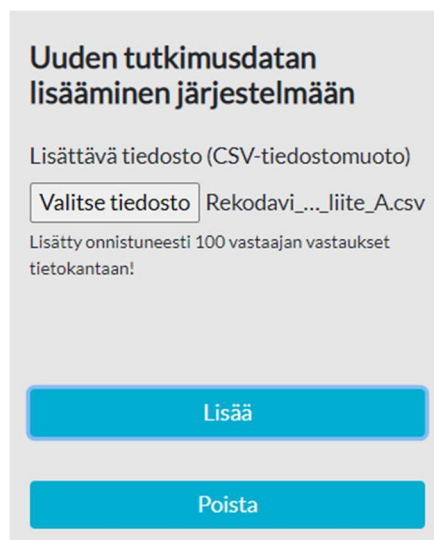 Uuden tutkimusdatan
lisääminen järjestelmään
Lisättävä tiedosto (CSV-tiedostomuoto)
Valitse tiedosto Rekodavi_..._liite_A.csv
Lisätty onnistuneesti 100 vastaajan vastaukset
tietokantaan!
Lisää
Poista